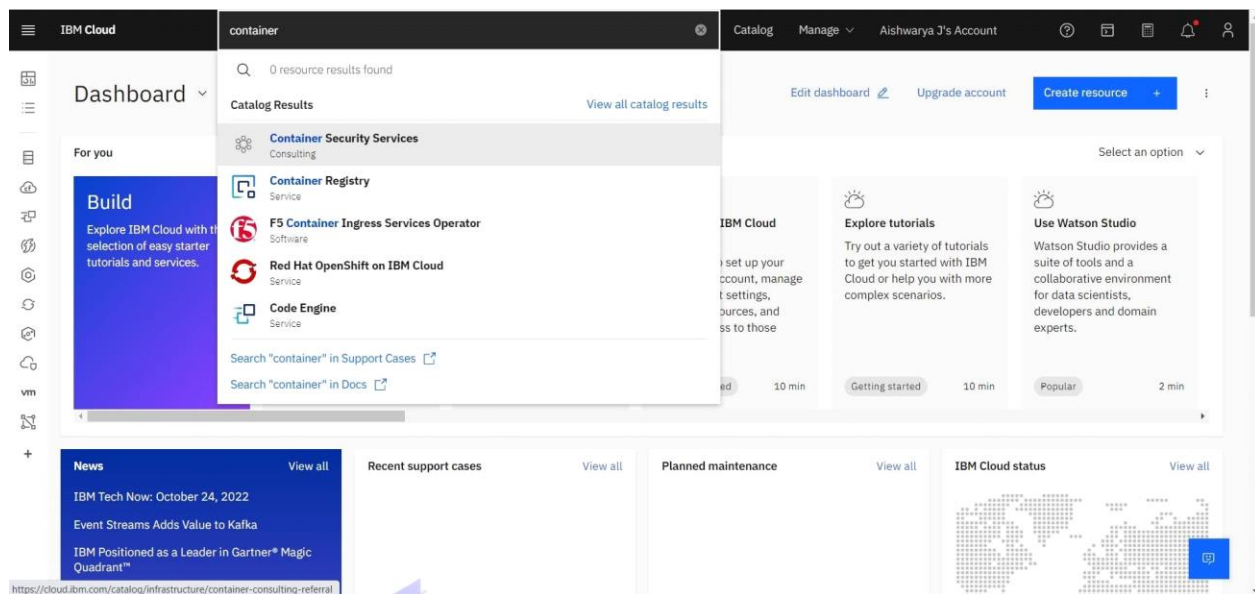 IBM Cloud
container
Catalog
Manage
Aishwarya J's Account
Dashboard
Edit dashboard
Upgrade account
Create resource +
0 resource results found
Catalog Results
View all catalog results
Container Security Services
Consulting
Container Registry
Service
F5 Container Ingress Services Operator
Software
Red Hat OpenShift on IBM Cloud
Service
Code Engine
Service
Search "container" in Support Cases
Search "container" in Docs
For you
Select an option
Build
Explore IBM Cloud with
selection of easy starter
tutorials and services.
IBM Cloud
set up your
manage
settings,
and
to those
10 min
Explore tutorials
Try out a variety of tutorials
to get you started with IBM
Cloud or help you with more
complex scenarios.
Getting started
10 min
Use Watson Studio
Watson Studio provides a
suite of tools and a
collaborative environment
for data scientists,
developers and domain
experts.
Popular
2 min
vm
News
View all
IBM Tech Now: October 24, 2022
Event Streams Adds Value to Kafka
IBM Positioned as a Leader in Gartner® Magic
Quadrant™
Recent support cases
View all
Planned maintenance
View all
IBM Cloud status
View all
https://cloud.ibm.com/catalog/infrastructure/container-consulting-referral